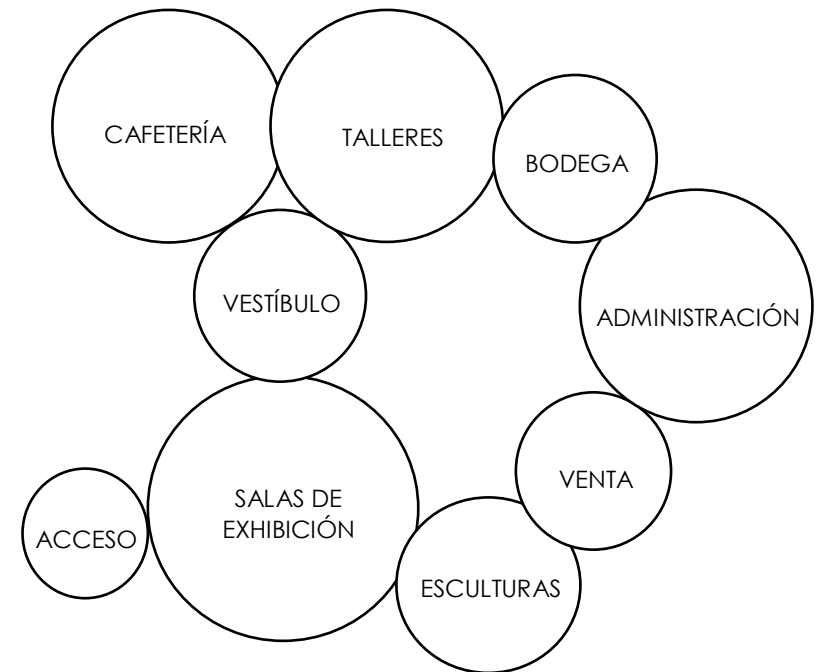 CAFETERÍA
TALLERES
BODEGA
VESTÍBULO
ADMINISTRACIÓN
VENTA
SALAS DE
EXHIBICIÓN
ACCESO
ESCULTURAS